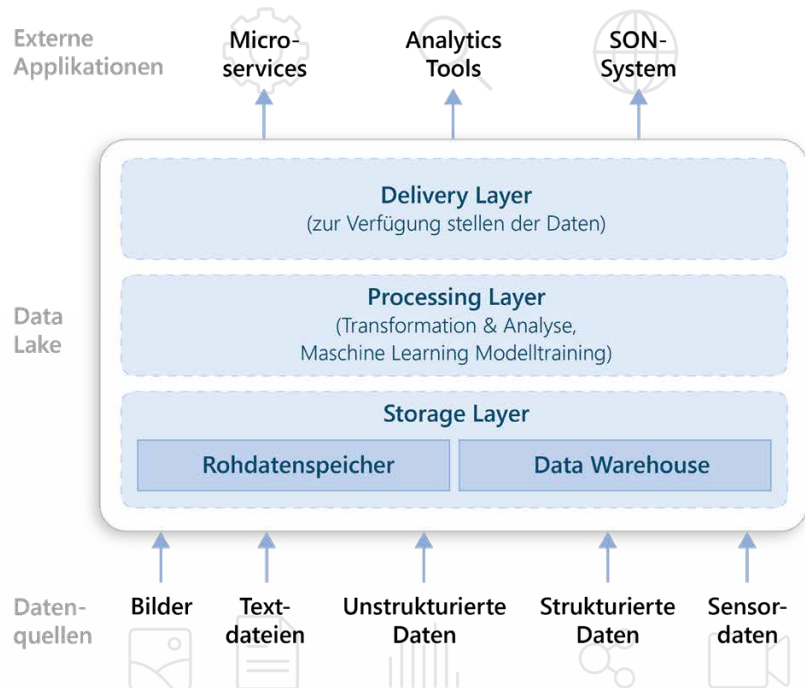 Externe
Applikationen
Micro-
services
Analytics
Tools
SON-
System
Delivery Layer
(zur Verfügung stellen der Daten)
Data
Lake
Processing Layer
(Transformation & Analyse,
Maschine Learning Modelltraining)
Storage Layer
Rohdatenspeicher
Data Warehouse
Daten-
quellen
Bilder
Text-
dateien
Unstrukturierte
Daten
Strukturierte
Daten
Sensor-
daten